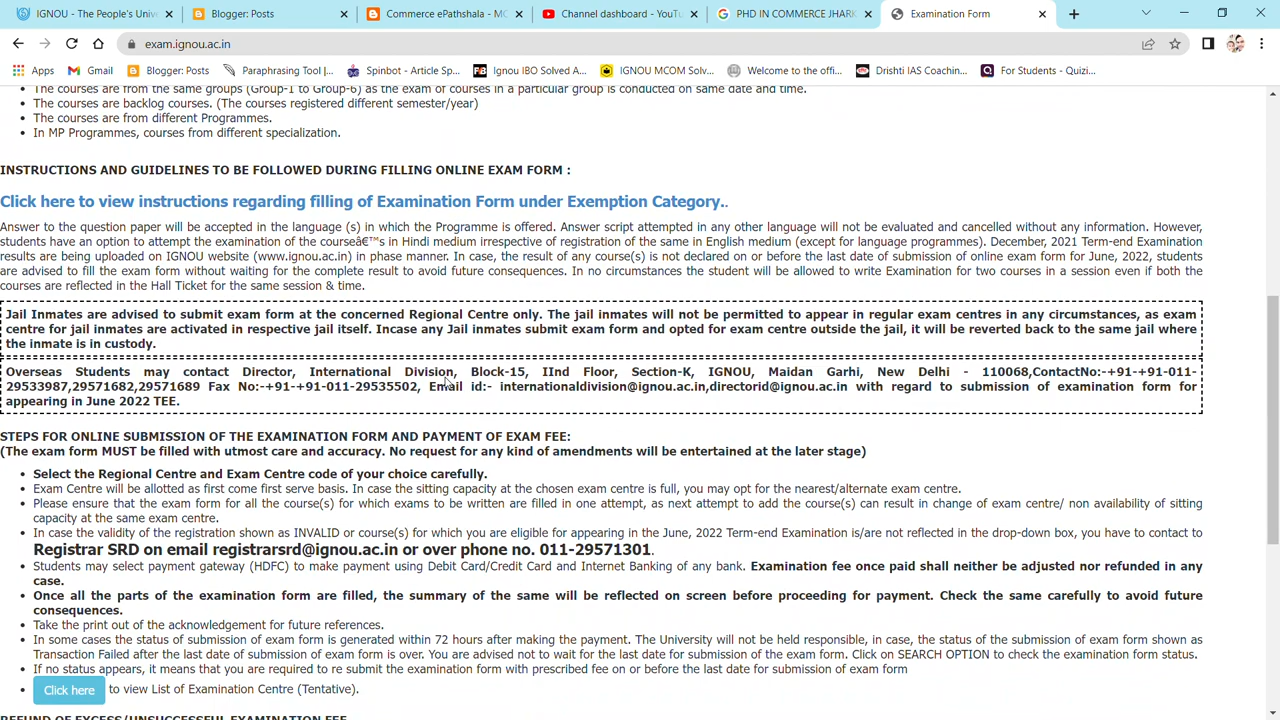 IGNOU - The People's Unive
Blogger: Posts
Commerce ePathshala - MC
Channel dashboard - YouTu
PHD IN COMMERCE JHARK
Examination Form
exam.ignou.ac.in
Apps
Gmail
Blogger: Posts
Paraphrasing Tool |...
Spinbot - Article Sp...
Ignou IBO Solved A...
IGNOU MCOM Solv...
Welcome to the offi...
Drishti IAS Coachin...
For Students - Quizi...
The courses are from the same groups (Group-1 to Group-6) as the exam of courses in a particular group is conducted on same date and time.
The courses are backlog courses. (The courses registered different semester/year)
The courses are from different Programmes.
In MP Programmes, courses from different specialization.
INSTRUCTIONS AND GUIDELINES TO BE FOLLOWED DURING FILLING ONLINE EXAM FORM :
Click here to view instructions regarding filling of Examination Form under Exemption Category..
Answer to the question paper will be accepted in the language (s) in which the Programme is offered. Answer script attempted in any other language will not be evaluated and cancelled without any information. However,
students have an option to attempt the examination of the courseâ€™s in Hindi medium irrespective of registration of the same in English medium (except for language programmes). December, 2021 Term-end Examination
results are being uploaded on IGNOU website (www.ignou.ac.in) in phase manner. In case, the result of any course(s) is not declared on or before the last date of submission of online exam form for June, 2022, students
are advised to fill the exam form without waiting for the complete result to avoid future consequences. In no circumstances the student will be allowed to write Examination for two courses in a session even if both the
courses are reflected in the Hall Ticket for the same session & time.
Jail Inmates are advised to submit exam form at the concerned Regional Centre only. The jail inmates will not be permitted to appear in regular exam centres in any circumstances, as exam
centre for jail inmates are activated in respective jail itself. Incase any Jail inmates submit exam form and opted for exam centre outside the jail, it will be reverted back to the same jail where
the inmate is in custody.
Overseas Students may contact Director, International Division, Block-15, IInd Floor, Section-K, IGNOU, Maidan Garhi, New Delhi - 110068,ContactNo:-+91-+91-011-
29533987,29571682,29571689 Fax No:-+91-+91-011-29535502, Email id:- internationaldivision@ignou.ac.in,directorid@ignou.ac.in with regard to submission of examination form for
appearing in June 2022 TEE.
STEPS FOR ONLINE SUBMISSION OF THE EXAMINATION FORM AND PAYMENT OF EXAM FEE:
(The exam form MUST be filled with utmost care and accuracy. No request for any kind of amendments will be entertained at the later stage)
Select the Regional Centre and Exam Centre code of your choice carefully.
Exam Centre will be allotted as first come first serve basis. In case the sitting capacity at the chosen exam centre is full, you may opt for the nearest/alternate exam centre.
Please ensure that the exam form for all the course(s) for which exams to be written are filled in one attempt, as next attempt to add the course(s) can result in change of exam centre/ non availability of sitting
capacity at the same exam centre.
In case the validity of the registration shown as INVALID or course(s) for which you are eligible for appearing in the June, 2022 Term-end Examination is/are not reflected in the drop-down box, you have to contact to
Registrar SRD on email registrarsrd@ignou.ac.in or over phone no. 011-29571301.
Students may select payment gateway (HDFC) to make payment using Debit Card/Credit Card and Internet Banking of any bank. Examination fee once paid shall neither be adjusted nor refunded in any
case.
Once all the parts of the examination form are filled, the summary of the same will be reflected on screen before proceeding for payment. Check the same carefully to avoid future
consequences.
Take the print out of the acknowledgement for future references.
In some cases the status of submission of exam form is generated within 72 hours after making the payment. The University will not be held responsible, in case, the status of the submission of exam form shown as
Transaction Failed after the last date of submission of exam form is over. You are advised not to wait for the last date for submission of the exam form. Click on SEARCH OPTION to check the examination form status.
If no status appears, it means that you are required to re submit the examination form with prescribed fee on or before the last date for submission of exam form
Click here to view List of Examination Centre (Tentative).
REFUND OF EXCESS/UNSUCCESSFUL EXAMINATION FEE